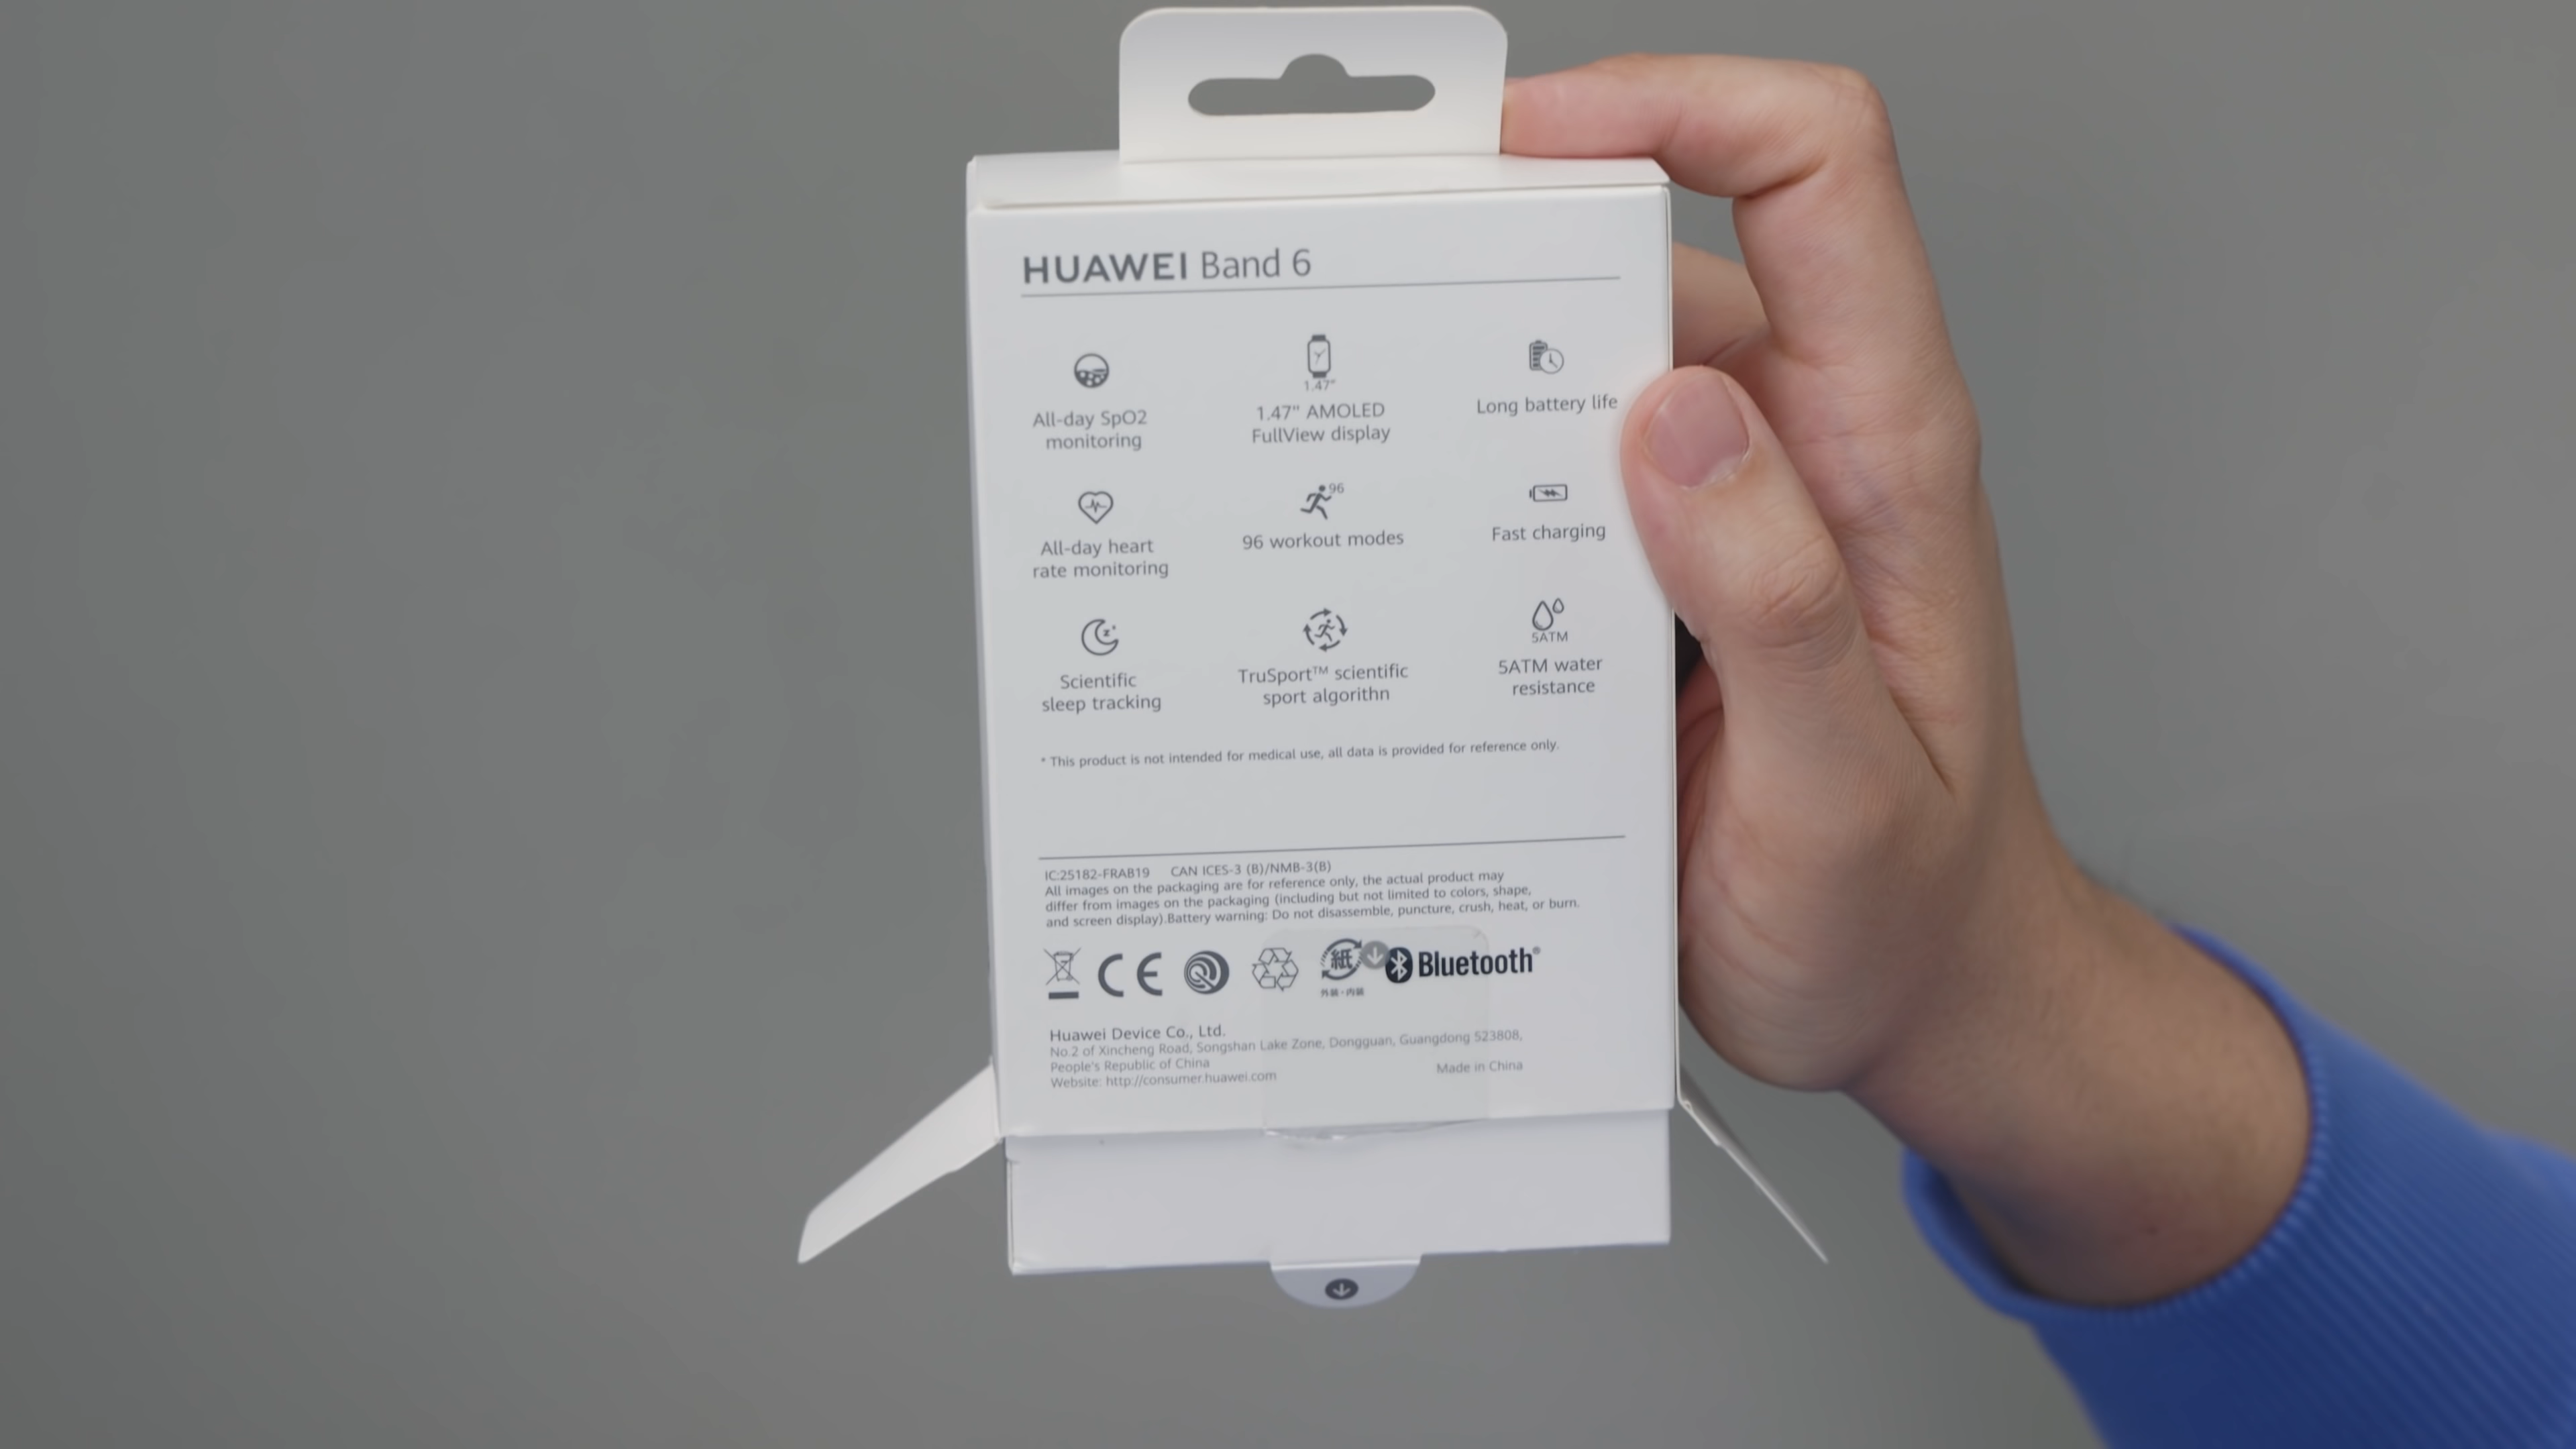 HUAWEI Band 6
1.47"
All-day SpO2
monitoring
1.47" AMOLED
FullView display
Long battery life
96
All-day heart
rate monitoring
96 workout modes
Fast charging
z
5ATM
Scientific
sleep tracking
TruSport™ scientific
sport algorithn
5ATM water
resistance
* This product is not intended for medical use, all data is provided for reference only.
IC:25182-FRAB19 CAN ICES-3 (B)/NMB-3(B)
All images on the packaging are for reference only, the actual product may
differ from images on the packaging (including but not limited to colors, shape,
and screen display).Battery warning: Do not disassemble, puncture, crush, heat, or burn.
CE 紙 Bluetooth®
外装・内装
Huawei Device Co., Ltd.
No.2 of Xincheng Road, Songshan Lake Zone, Dongguan, Guangdong 523808,
People's Republic of China
Website: http://consumer.huawei.com Made in China